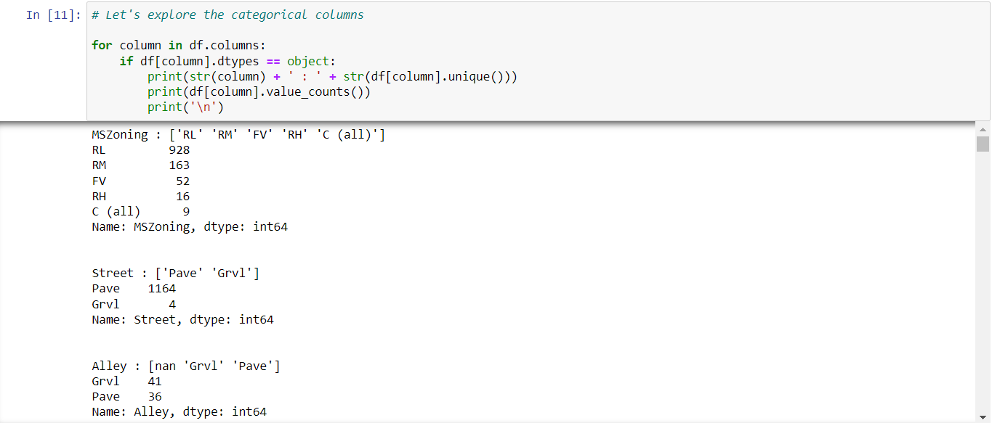 In [11]: # Let's explore the categorical columns
for column in df.columns:
    if df[column].dtypes == object:
        print(str(column) + ' : ' + str(df[column].unique()))
        print(df[column].value_counts())
        print('\n')
MSZoning : ['RL' 'RM' 'FV' 'RH' 'C (all)']
RL         928
RM         163
FV          52
RH          16
C (all)      9
Name: MSZoning, dtype: int64
Street : ['Pave' 'Grvl']
Pave    1164
Grvl       4
Name: Street, dtype: int64
Alley : [nan 'Grvl' 'Pave']
Grvl    41
Pave    36
Name: Alley, dtype: int64